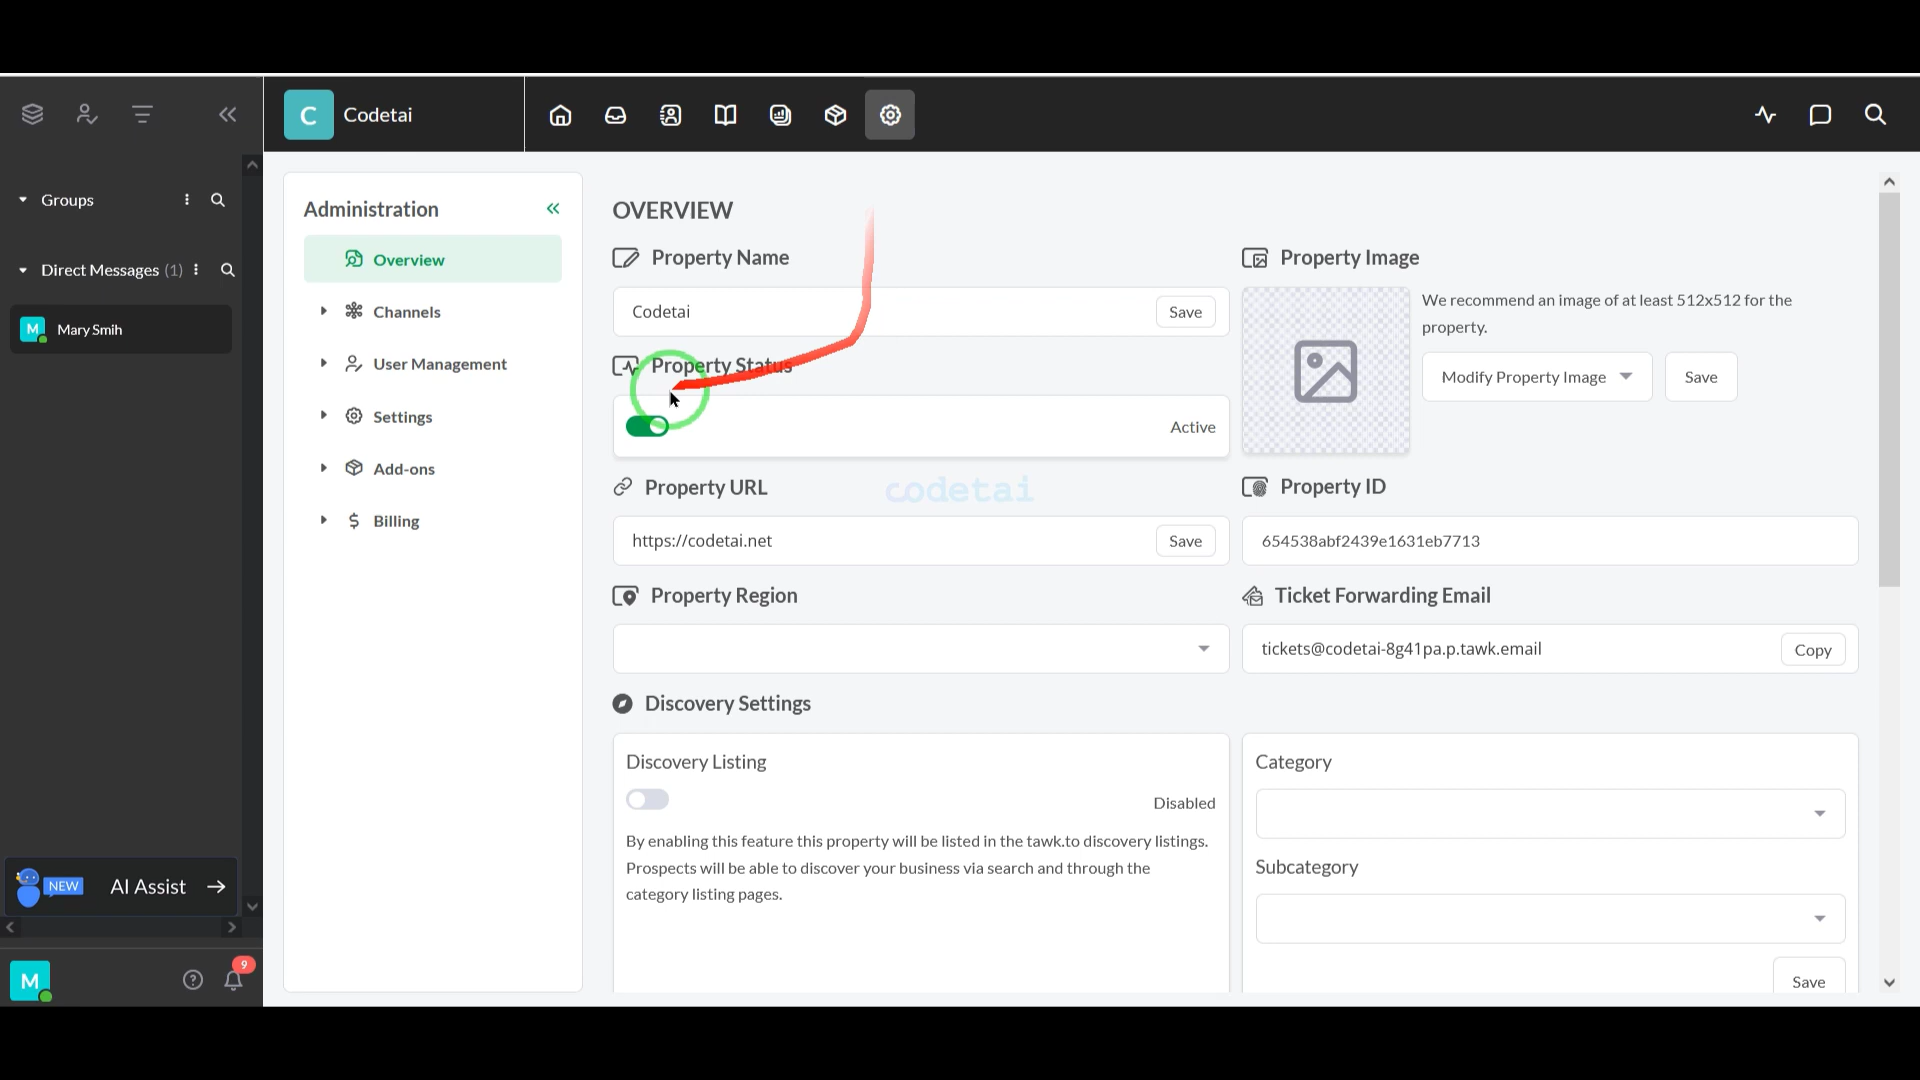 C Codetai
Groups
Direct Messages (1)
M Mary Smih
NEW AI Assist
M
9
Administration
Overview
Channels
User Management
Settings
Add-ons
Billing
OVERVIEW
Property Name
Codetai Save
Property Status
Active
Property URL
https://codetai.net Save
Property Region
Property Image
We recommend an image of at least 512x512 for the
property.
Modify Property Image Save
codetai
Property ID
654538abf2439e1631eb7713
Ticket Forwarding Email
tickets@codetai-8g41pa.p.tawk.email Copy
Discovery Settings
Discovery Listing
Disabled
By enabling this feature this property will be listed in the tawk.to discovery listings.
Prospects will be able to discover your business via search and through the
category listing pages.
Category
Subcategory
Save